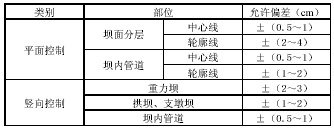 类别 部位 允许偏差（cm）
平面控制 坝面分层 中心线 ±（0.5～1）
轮廓线 ±（2～4）
坝内管道 中心线 ±（0.5～1）
轮廓线 ±（1～2）
竖向控制 重力坝 ±（2～3）
拱坝、支墩坝 ±（1～2）
坝内管道 ±（0.5～1）